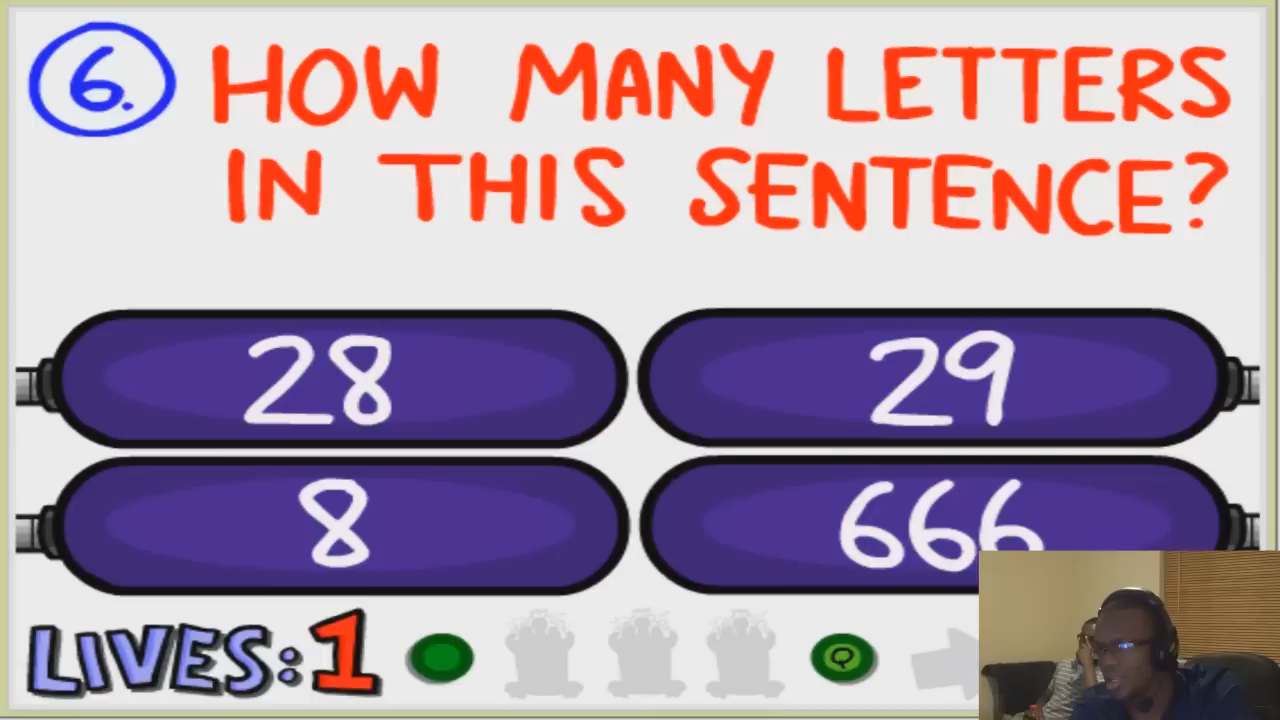 6. HOW MANY LETTERS
IN THIS SENTENCE?
28 29
8 666
LIVES: 1
Q